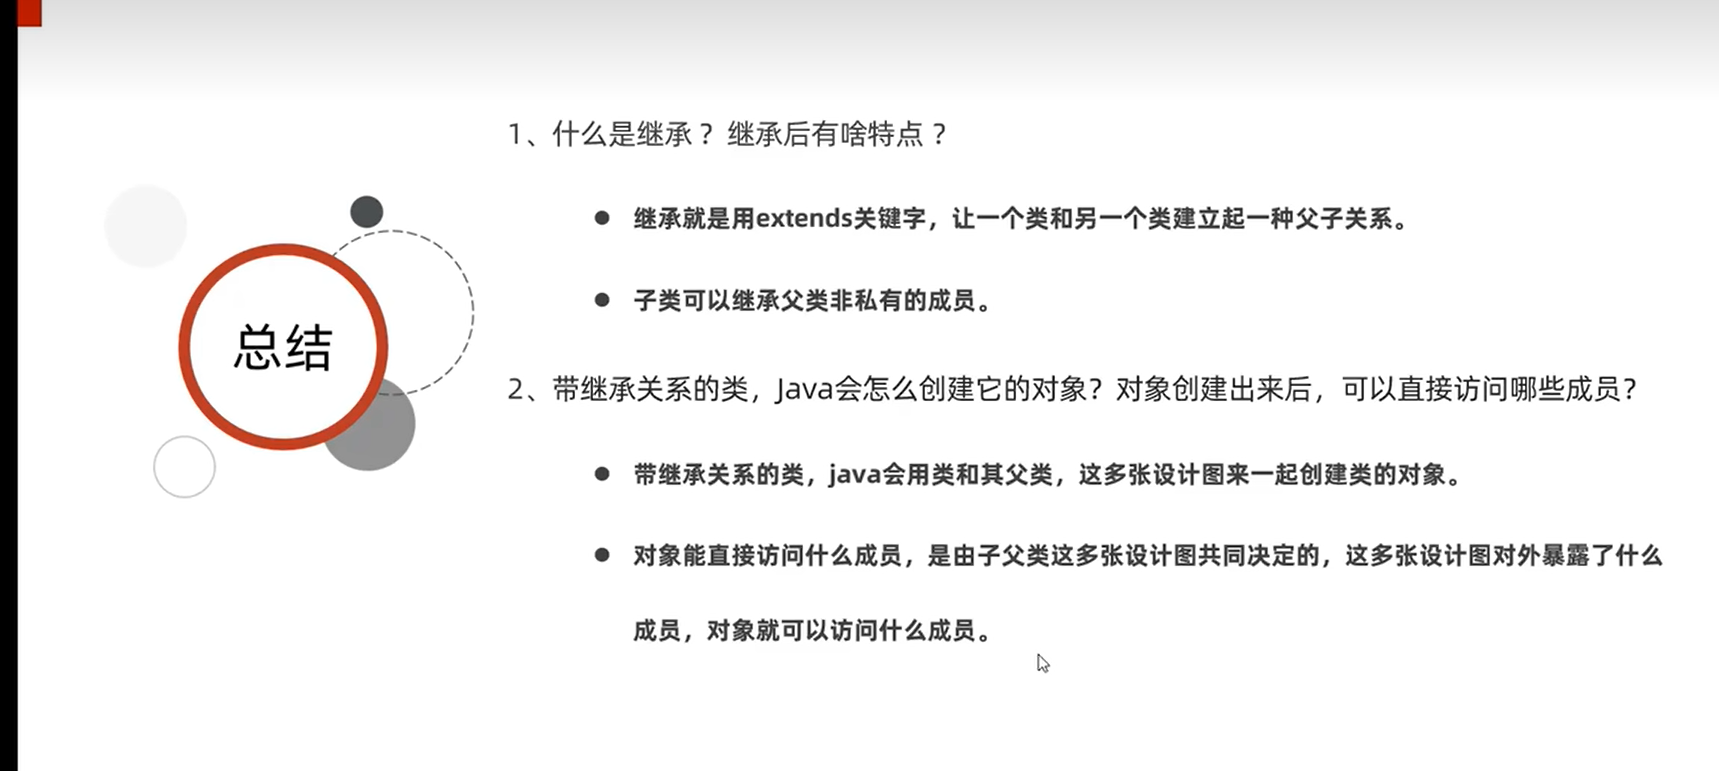 总结
1、什么是继承？继承后有啥特点？
● 继承就是用extends关键字，让一个类和另一个类建立起一种父子关系。
● 子类可以继承父类非私有的成员。
2、带继承关系的类，Java会怎么创建它的对象？对象创建出来后，可以直接访问哪些成员？
● 带继承关系的类，java会用类和其父类，这多张设计图来一起创建类的对象。
● 对象能直接访问什么成员，是由子父类这多张设计图共同决定的，这多张设计图对外暴露了什么
成员，对象就可以访问什么成员。